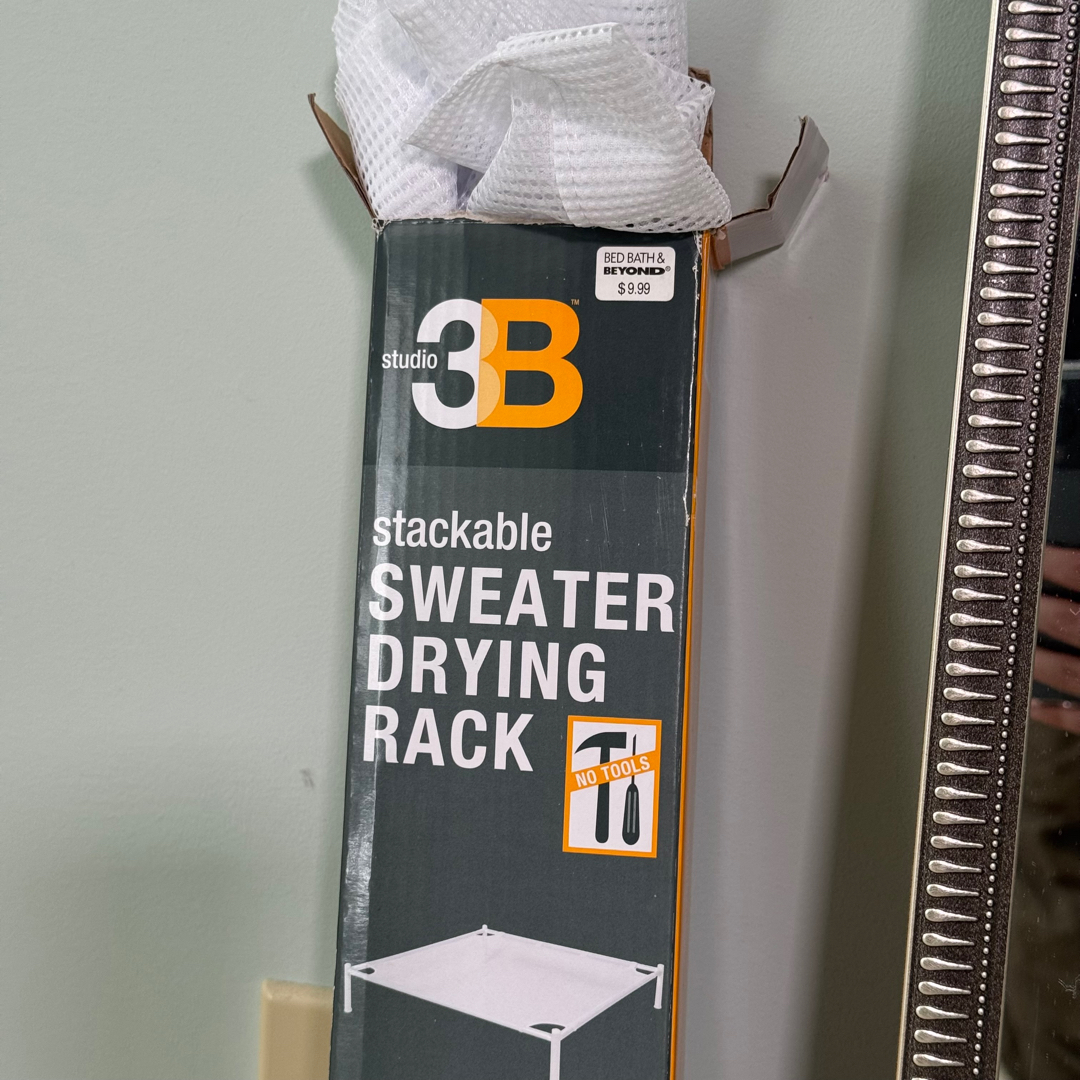 BED BATH &
BEYOND®
$ 9.99
studio 3B™
stackable
SWEATER
DRYING
RACK
NO TOOLS